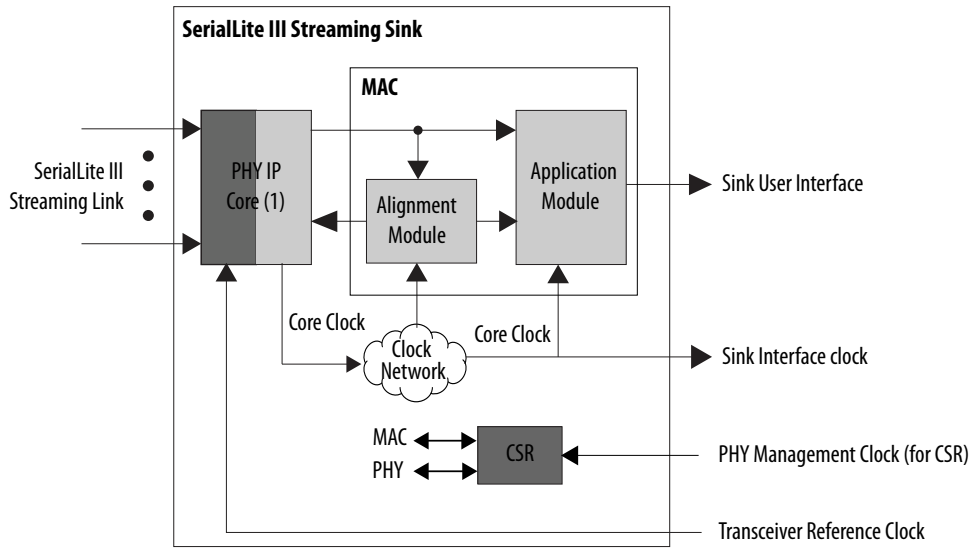 SerialLite III Streaming Sink
MAC
SerialLite III
Streaming Link
PHY IP
Core (1)
Alignment
Module
Application
Module
Sink User Interface
Core Clock
Clock
Network
Core Clock
Sink Interface clock
MAC
PHY
CSR
PHY Management Clock (for CSR)
Transceiver Reference Clock